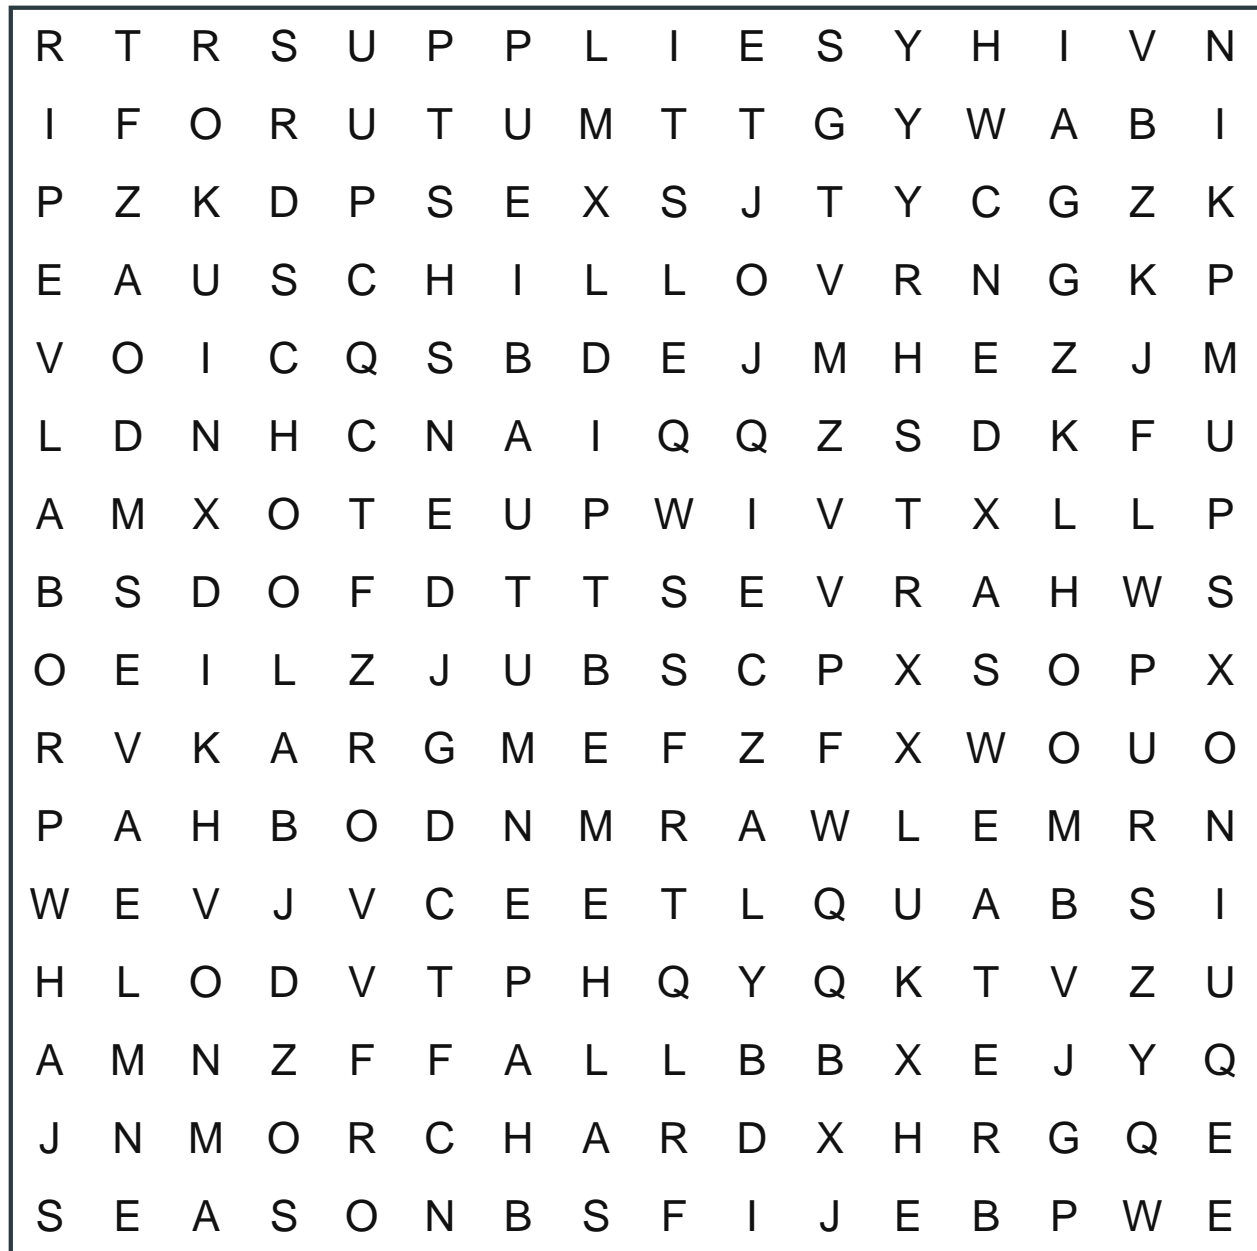 R T R S U P P L I E S Y H I V N
I F O R U T U M T T G Y W A B I
P Z K D P S E X S J T Y C G Z K
E A U S C H I L L O V R N G K P
V O I C Q S B D E J M H E Z J M
L D N H C N A I Q Q Z S D K F U
A M X O T E U P W I V T X L L P
B S D O F D T T S E V R A H W S
O E I L Z J U B S C P X S O P X
R V K A R G M E F Z F X W O U O
P A H B O D N M R A W L E M R N
W E V J V C E E T L Q U A B S I
H L O D V T P H Q Y Q K T V Z U
A M N Z F F A L L B B X E J Y Q
J N M O R C H A R D X H R G Q E
S E A S O N B S F I J E B P W E